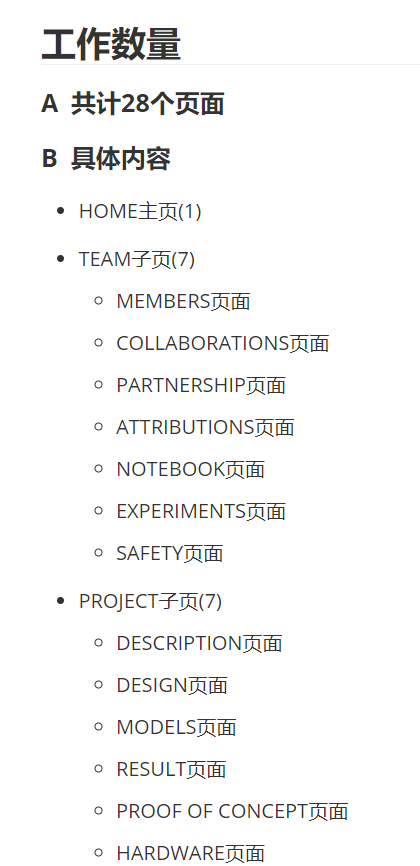 工作数量
A 共计28个页面
B 具体内容
HOME主页(1)
TEAM子页(7)
MEMBERS页面
COLLABORATIONS页面
PARTNERSHIP页面
ATTRIBUTIONS页面
NOTEBOOK页面
EXPERIMENTS页面
SAFETY页面
PROJECT子页(7)
DESCRIPTION页面
DESIGN页面
MODELS页面
RESULT页面
PROOF OF CONCEPT页面
HARDWARE页面